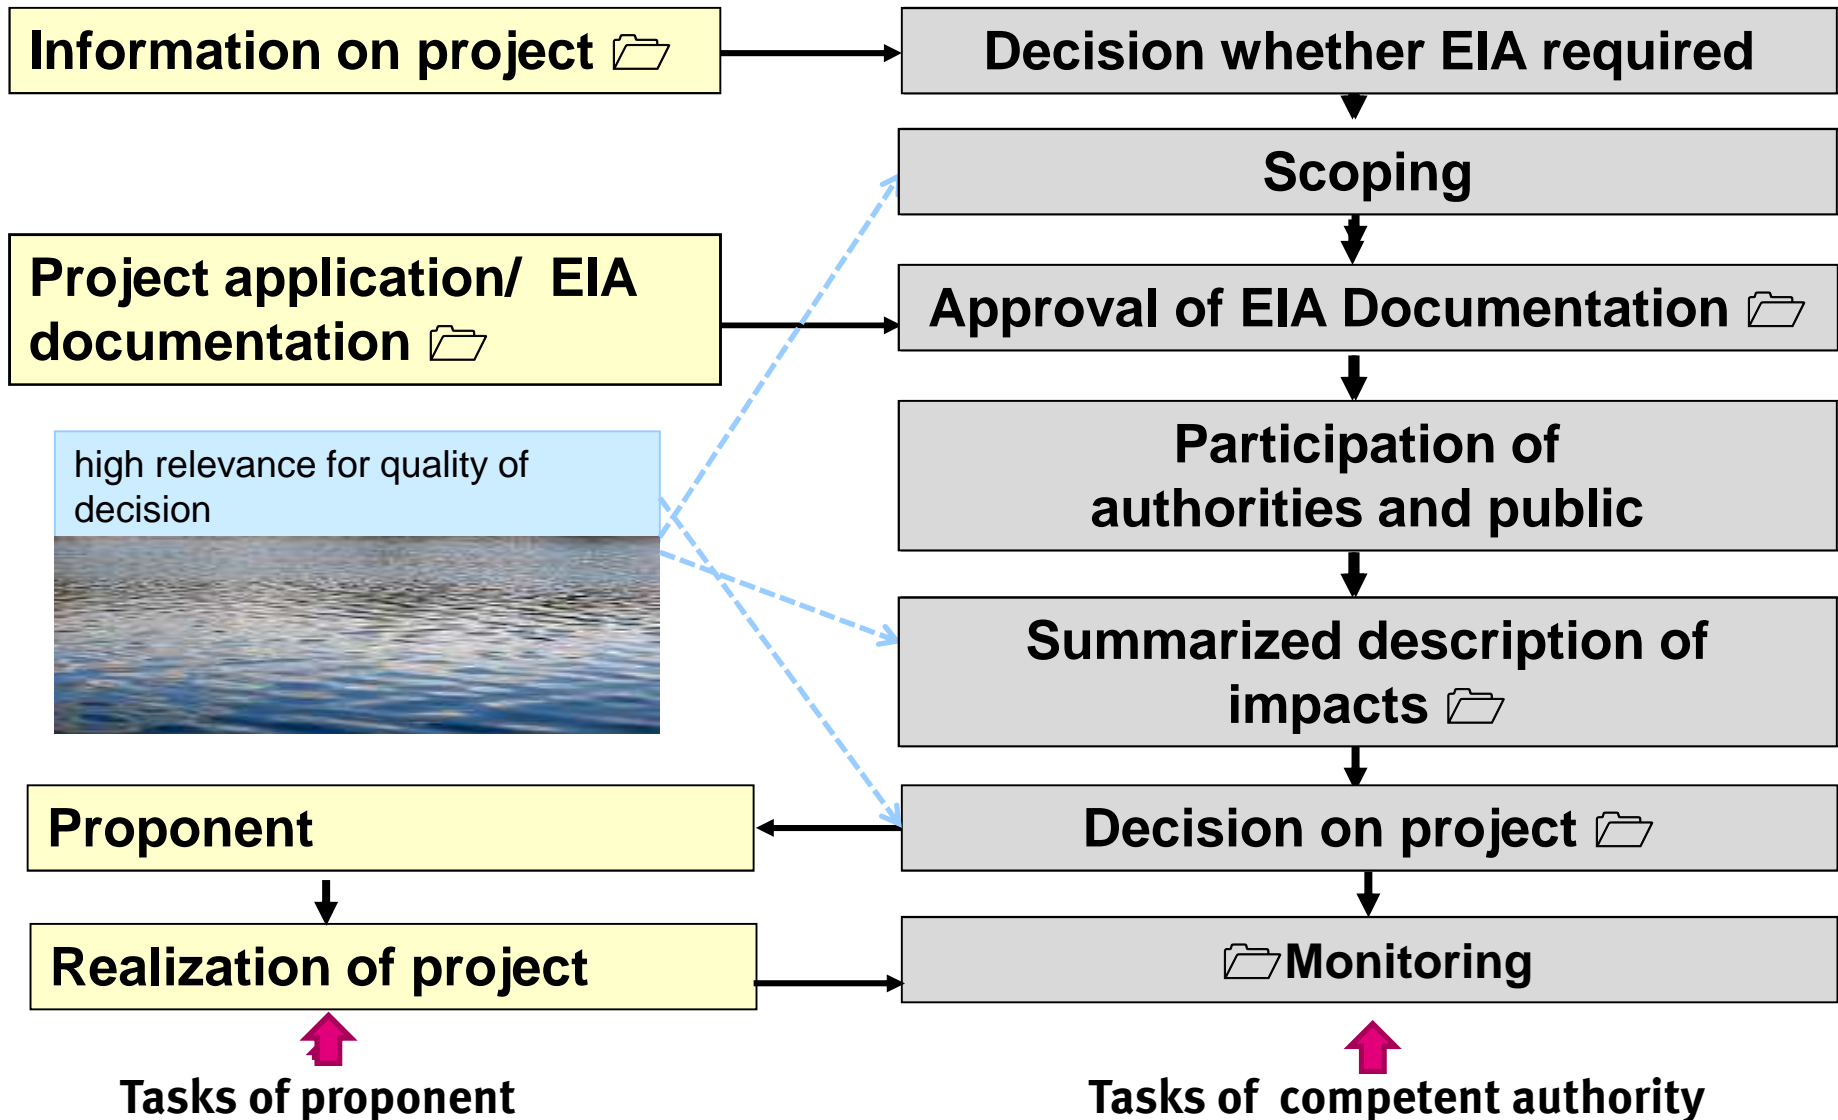 Information on project
Decision whether EIA required
Scoping
Project application/ EIA
documentation
Approval of EIA Documentation
high relevance for quality of
decision
Participation of
authorities and public
Summarized description of
impacts
Proponent
Decision on project
Realization of project
Monitoring
Tasks of proponent
Tasks of competent authority